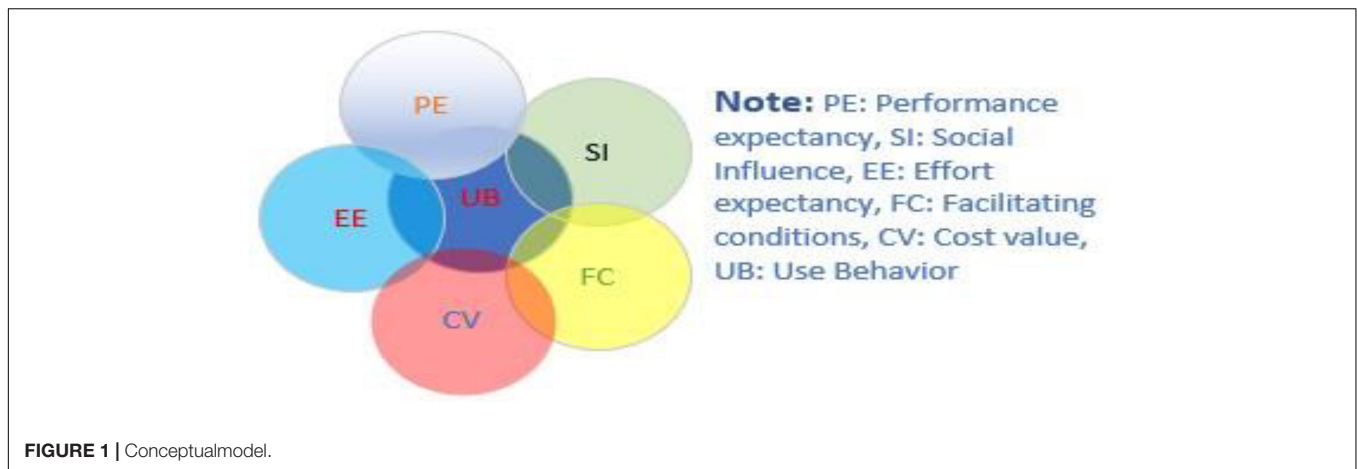 PE
SI
UB
EE
FC
CV
Note: PE: Performance
expectancy, SI: Social
Influence, EE: Effort
expectancy, FC: Facilitating
conditions, CV: Cost value,
UB: Use Behavior
FIGURE 1 | Conceptualmodel.